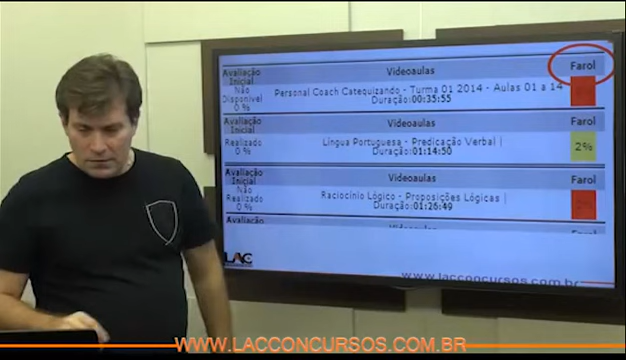 Avaliação Inicial
Videoaulas
Farol
Não Disponivel 0 %
Personal Coach Catequizando - Turma 01 2014 - Aulas 01 a 14
Duração:00:35:55
Avaliação Inicial
Videoaulas
Farol
Realizado 0 %
Língua Portuguesa - Predicação Verbal |
Duração:01:14:50
2%
Avaliação Inicial
Videoaulas
Farol
Não Realizado 0 %
Raciocínio Lógico - Proposições Lógicas |
Duração:01:26:49
Avaliação
Videoaulas
Farol
LAC
www.lacconcursos.com.br
WWW.LACCONCURSOS.COM.BR